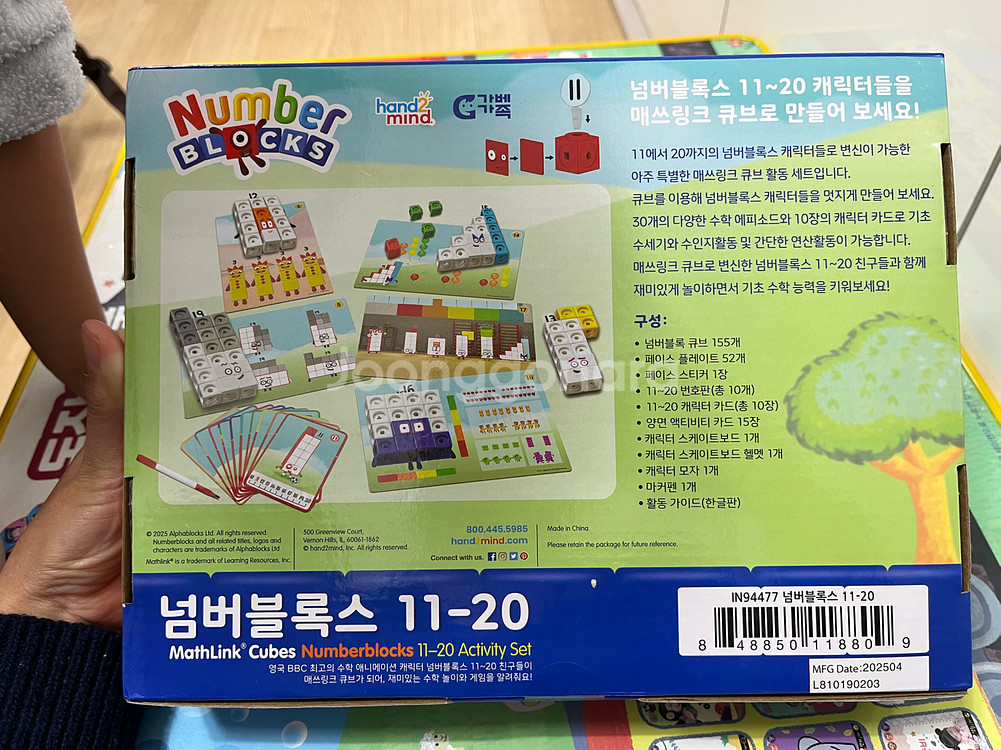 Number
BLOCKS
hand2
mind
가베
가족
넘버블록스 11~20 캐릭터들을
매쓰링크 큐브로 만들어 보세요!
11에서 20까지의 넘버블록스 캐릭터들로 변신이 가능한
아주 특별한 매쓰링크 큐브 활동 세트입니다.
큐브를 이용해 넘버블록스 캐릭터들을 멋지게 만들어 보세요.
30개의 다양한 수학 에피소드와 10장의 캐릭터 카드로 기초
수세기와 수인지활동 및 간단한 연산활동이 가능합니다.
매쓰링크 큐브로 변신한 넘버블록스 11~20 친구들과 함께
재미있게 놀이하면서 기초 수학 능력을 키워보세요!
구성:
• 넘버블록 큐브 155개
• 페이스 플레이트 52개
• 페이스 스티커 1장
• 11~20 번호판(총 10개)
• 11~20 캐릭터 카드(총 10장)
• 양면 액티비티 카드 15장
• 캐릭터 스케이트보드 1개
• 캐릭터 스케이트보드 헬멧 1개
• 캐릭터 모자 1개
• 마커펜 1개
• 활동 가이드(한글판)
12
15
14
19
5
17
13
16
11
© 2025 Alphablocks Ltd. All rights reserved.
Numberblocks and all related titles, logos and
characters are trademarks of Alphablocks Ltd.
Mathlink® is a trademark of Learning Resources, Inc.
500 Greenview Court,
Vernon Hills, IL, 60061-1862
© hand2mind, Inc. All rights reserved.
800.445.5985
hand2mind.com
Connect with us.
Made in China.
Please retain the package for future reference.
넘버블록스 11-20
MathLink® Cubes Numberblocks 11–20 Activity Set
영국 BBC 최고의 수학 애니메이션 캐릭터 넘버블록스 11~20 친구들이
매쓰링크 큐브가 되어, 재미있는 수학 놀이와 게임을 알려줘요!
IN94477 넘버블록스 11-20
8 48850 11880 9
MFG Date:202504
L810190203